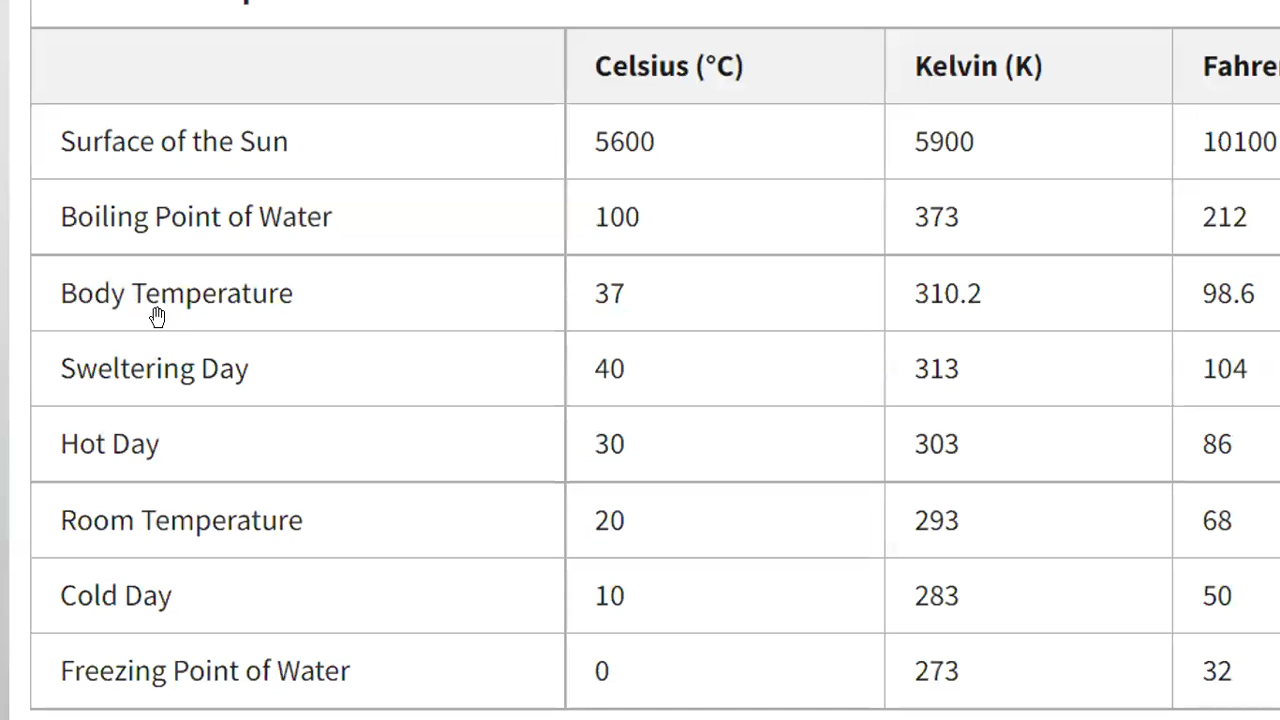 Celsius (°C) Kelvin (K) Fahre
Surface of the Sun 5600 5900 10100
Boiling Point of Water 100 373 212
Body Temperature 37 310.2 98.6
Sweltering Day 40 313 104
Hot Day 30 303 86
Room Temperature 20 293 68
Cold Day 10 283 50
Freezing Point of Water 0 273 32